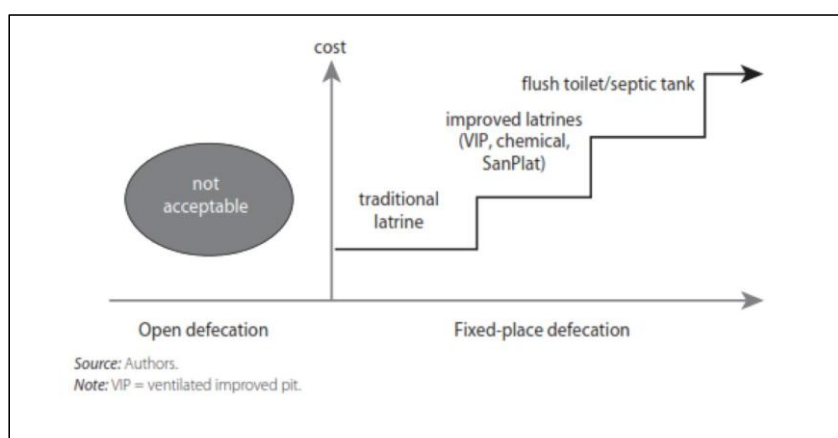 cost
flush toilet/septic tank
improved latrines
(VIP, chemical,
SanPlat)
not
acceptable
traditional
latrine
Open defecation
Fixed-place defecation
Source: Authors.
Note: VIP = ventilated improved pit.